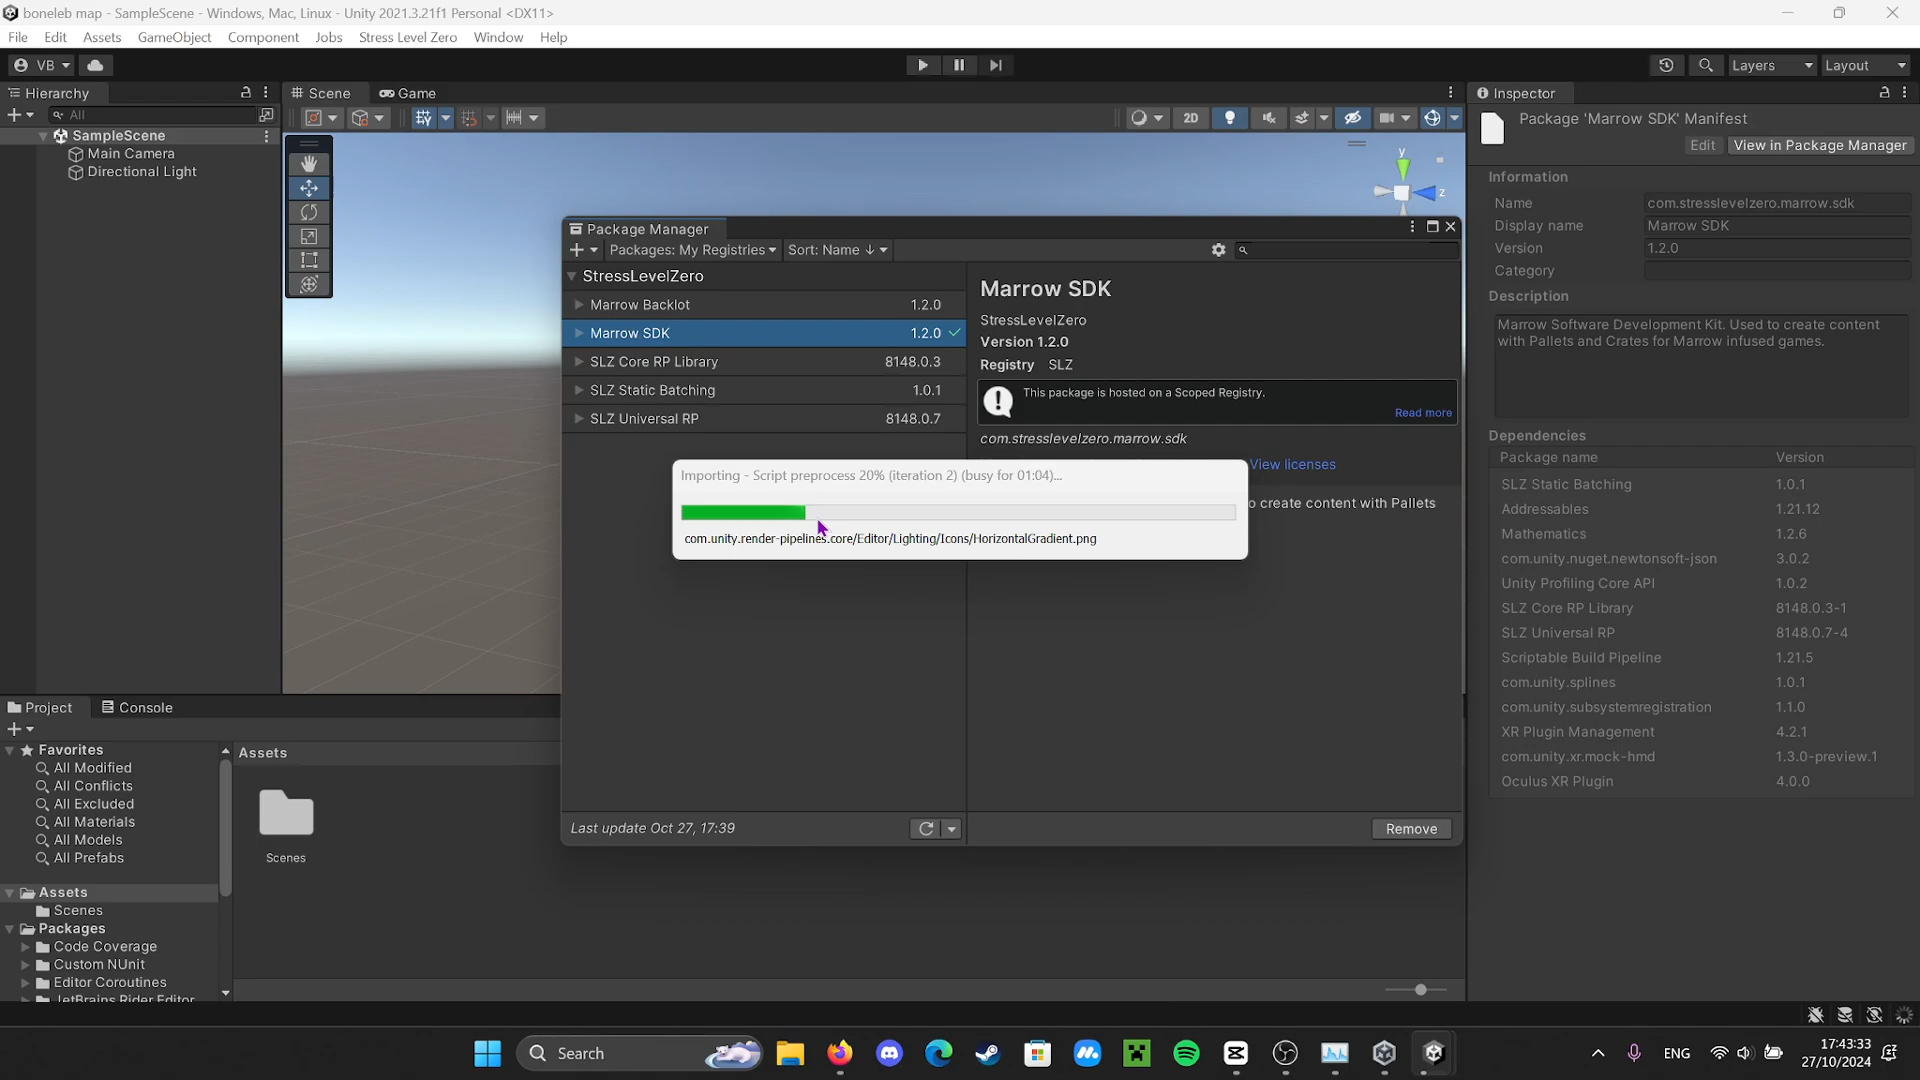 boneleb map - SampleScene - Windows, Mac, Linux - Unity 2021.3.21f1 Personal <DX11>
File Edit Assets GameObject Component Jobs Stress Level Zero Window Help
VB Layers Layout
Hierarchy
All
SampleScene
Main Camera
Directional Light
Scene Game
2D
y
z
Package Manager
Packages: My Registries Sort: Name ↓
StressLevelZero
Marrow Backlot 1.2.0
Marrow SDK 1.2.0
SLZ Core RP Library 8148.0.3
SLZ Static Batching 1.0.1
SLZ Universal RP 8148.0.7
Last update Oct 27, 17:39
Marrow SDK
StressLevelZero
Version 1.2.0
Registry SLZ
This package is hosted on a Scoped Registry.
Read more
com.stresslevelzero.marrow.sdk
View licenses
o create content with Pallets
Remove
Importing - Script preprocess 20% (iteration 2) (busy for 01:04)...
com.unity.render-pipelines.core/Editor/Lighting/Icons/HorizontalGradient.png
Inspector
Package 'Marrow SDK' Manifest
Edit View in Package Manager
Information
Name com.stresslevelzero.marrow.sdk
Display name Marrow SDK
Version 1.2.0
Category
Description
Marrow Software Development Kit. Used to create content
with Pallets and Crates for Marrow infused games.
Dependencies
Package name Version
SLZ Static Batching 1.0.1
Addressables 1.21.12
Mathematics 1.2.6
com.unity.nuget.newtonsoft-json 3.0.2
Unity Profiling Core API 1.0.2
SLZ Core RP Library 8148.0.3-1
SLZ Universal RP 8148.0.7-4
Scriptable Build Pipeline 1.21.5
com.unity.splines 1.0.1
com.unity.subsystemregistration 1.1.0
XR Plugin Management 4.2.1
com.unity.xr.mock-hmd 1.3.0-preview.1
Oculus XR Plugin 4.0.0
Project Console
Favorites
All Modified
All Conflicts
All Excluded
All Materials
All Models
All Prefabs
Assets
Scenes
Packages
Code Coverage
Custom NUnit
Editor Coroutines
JetBrains Rider Editor
Assets
Scenes
Search
ENG
17:43:33
27/10/2024